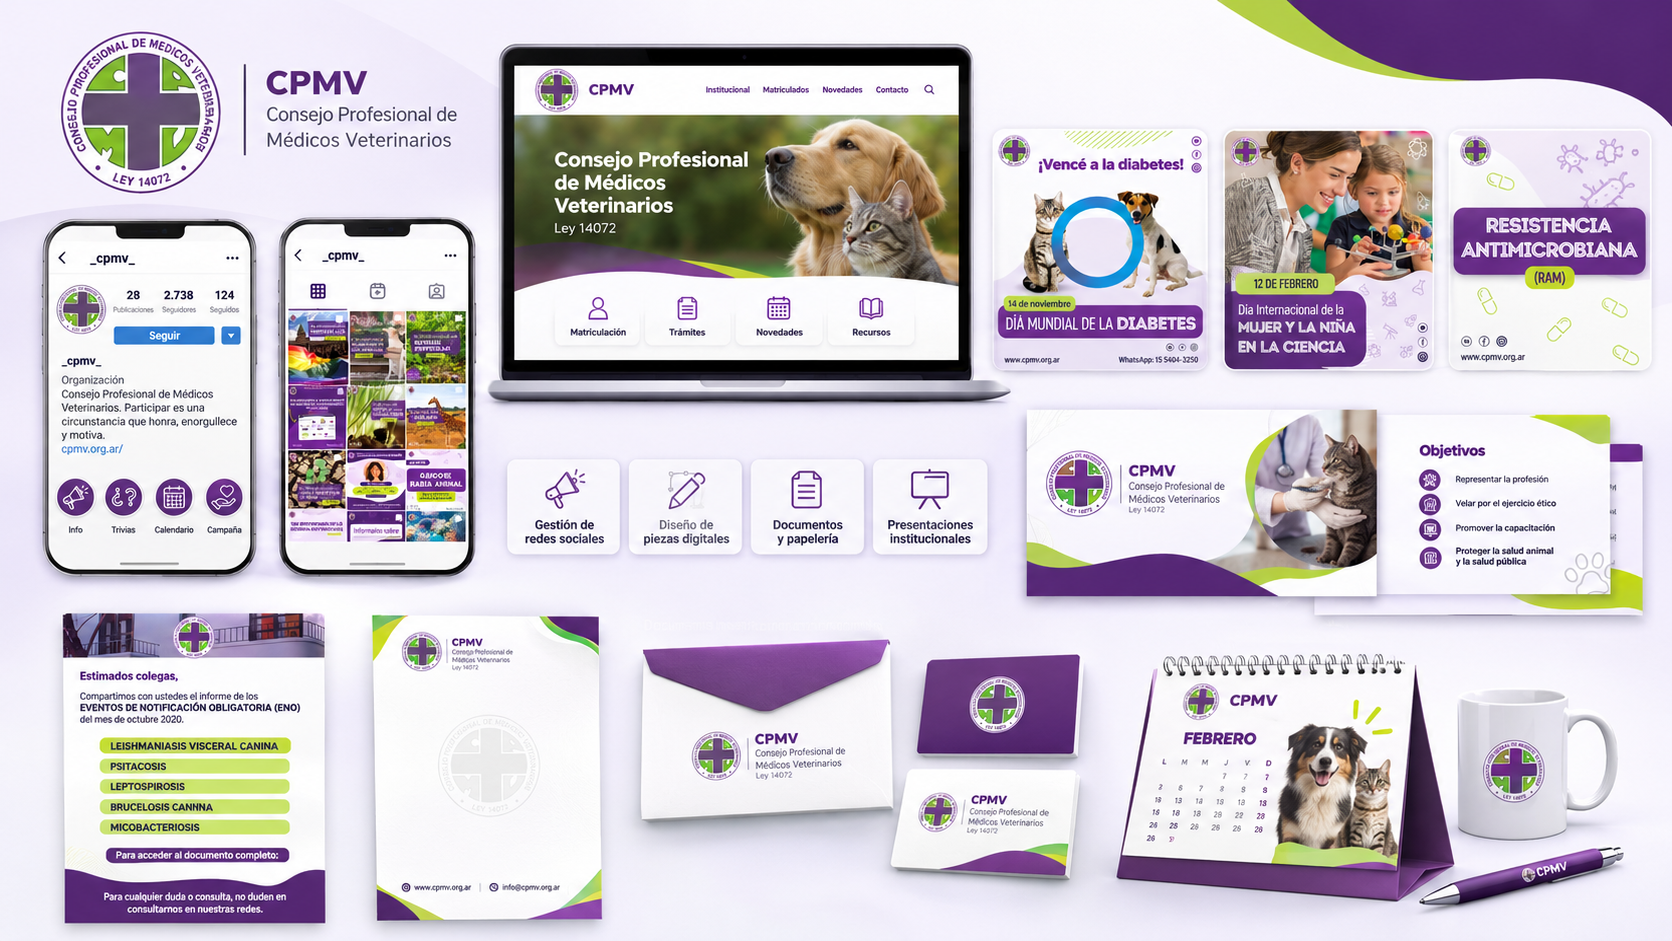 CPMV
Consejo Profesional de
Médicos Veterinarios
LEY 14072
_cpmv_
28
2.738
124
Publicaciones
Seguidores
Seguidos
Seguir
_cpmv_
Organización
Consejo Profesional de Médicos
Veterinarios. Participar es una
circunstancia que honra, enorgullece
y motiva.
cpmv.org.ar/
Info
Trivias
Calendario
Campaña
_cpmv_
CPMV
Institucional
Matriculados
Novedades
Contacto
Consejo Profesional
de Médicos
Veterinarios
Ley 14072
Matriculación
Trámites
Novedades
Recursos
¡Vencé a la diabetes!
14 de noviembre
DÍA MUNDIAL DE LA DIABETES
www.cpmv.org.ar
WhatsApp: 15 5404-3250
12 DE FEBRERO
Día Internacional de la
MUJER Y LA NIÑA
EN LA CIENCIA
RESISTENCIA
ANTIMICROBIANA
(RAM)
www.cpmv.org.ar
Gestión de
redes sociales
Diseño de
piezas digitales
Documentos
y papelería
Presentaciones
institucionales
CPMV
Consejo Profesional de
Médicos Veterinarios
Ley 14072
Objetivos
Representar la profesión
Velar por el ejercicio ético
Promover la capacitación
Proteger la salud animal
y la salud pública
Estimados colegas,
Compartimos con ustedes el informe de los
EVENTOS DE NOTIFICACIÓN OBLIGATORIA (ENO)
del mes de octubre 2020.
LEISHMANIASIS VISCERAL CANINA
PSITACOSIS
LEPTOSPIROSIS
BRUCELOSIS CANNNA
MICOBACTERIOSIS
Para acceder al documento completo:
Para cualquier duda o consulta, no duden en
consultarnos en nuestras redes.
CPMV
Consejo Profesional de
Médicos Veterinarios
Ley 14072
www.cpmv.org.ar
info@cpmv.org.ar
CPMV
Consejo Profesional de
Médicos Veterinarios
Ley 14072
CPMV
Consejo Profesional de
Médicos Veterinarios
Ley 14072
CPMV
FEBRERO
L M M J V D
CPMV